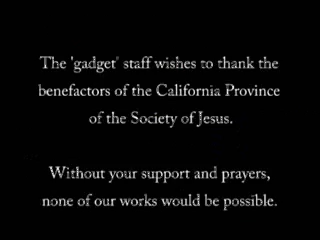 The 'gadget' staff wishes to thank the
benefactors of the California Province
of the Society of Jesus.
Without your support and prayers,
none of our works would be possible.